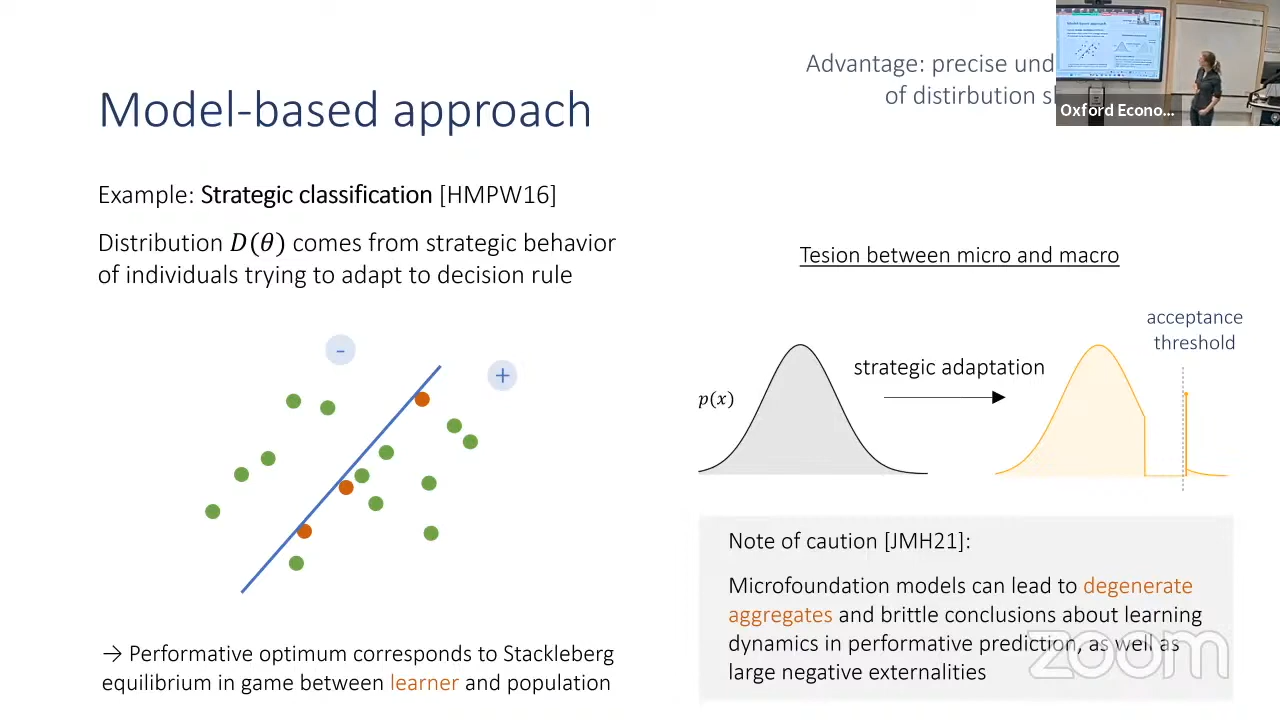 Advantage: precise
of distirbution
Oxford Econo...
Model-based approach
Example: Strategic classification [HMPW16]
Distribution D(θ) comes from strategic behavior
of individuals trying to adapt to decision rule
-
+
→ Performative optimum corresponds to Stackleberg
equilibrium in game between learner and population
Tesion between micro and macro
acceptance
threshold
strategic adaptation
p(x)
Note of caution [JMH21]:
Microfoundation models can lead to degenerate
aggregates and brittle conclusions about learning
dynamics in performative prediction, as well as
large negative externalities
zoom